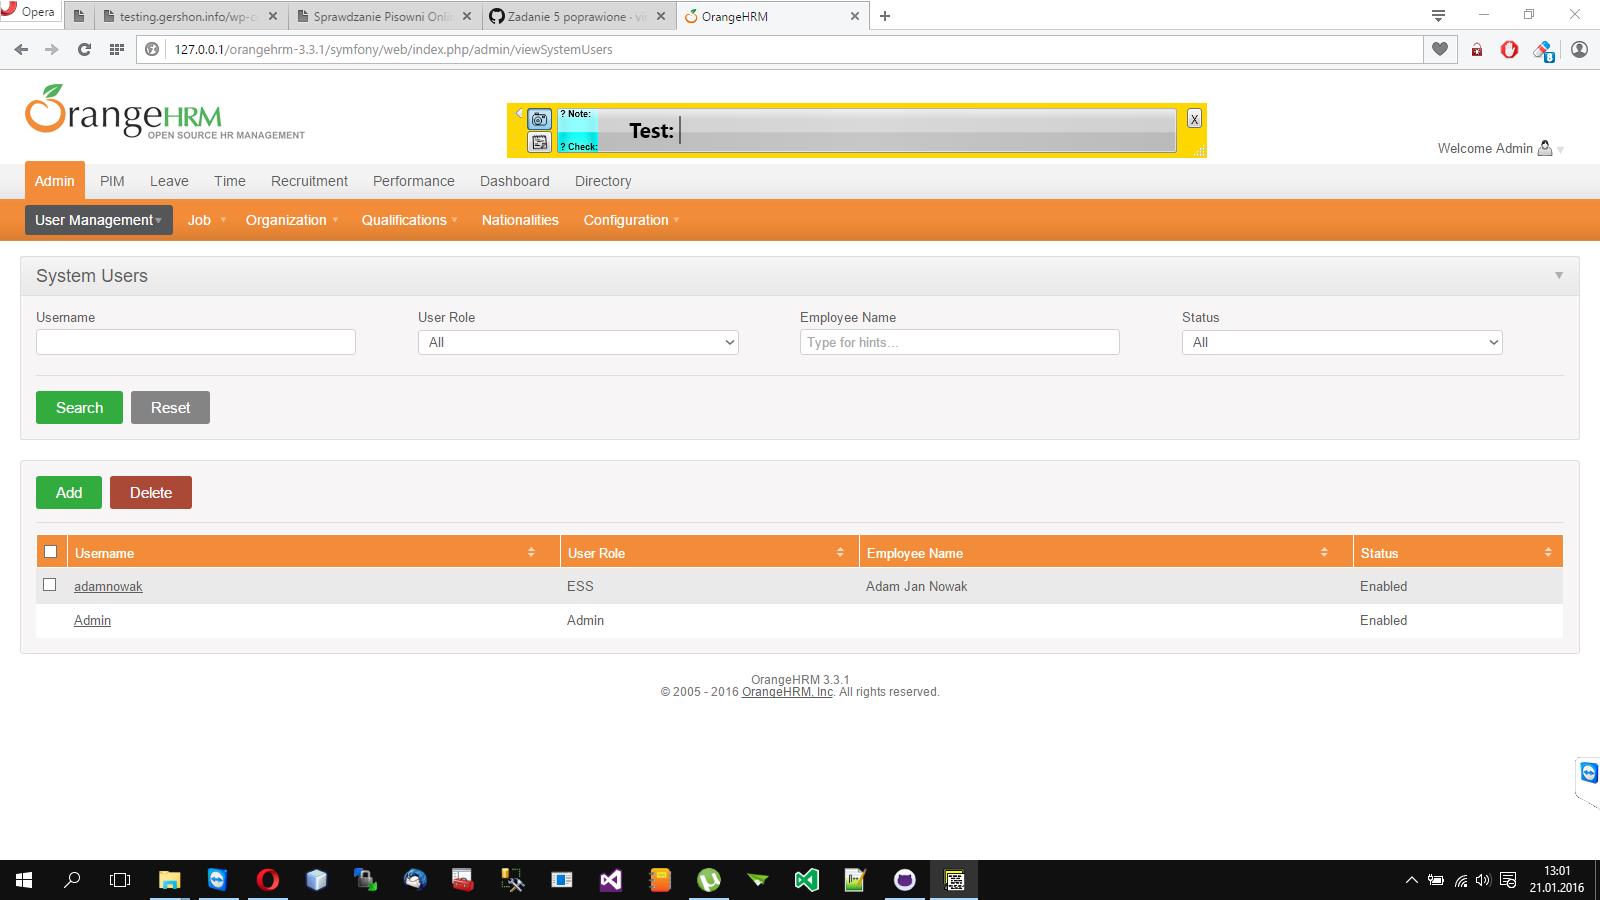 Opera
testing.gershon.info/wp-c
Sprawdzanie Pisowni Onli
Zadanie 5 poprawione · vi
OrangeHRM
127.0.0.1/orangehrm-3.3.1/symfony/web/index.php/admin/viewSystemUsers
8
OrangeHRM
OPEN SOURCE HR MANAGEMENT
? Note:
Test:
? Check:
X
Welcome Admin
Admin PIM Leave Time Recruitment Performance Dashboard Directory
User Management Job Organization Qualifications Nationalities Configuration
System Users
Username User Role Employee Name Status
All Type for hints... All
Search Reset
Add Delete
Username User Role Employee Name Status
adamnowak ESS Adam Jan Nowak Enabled
Admin Admin Enabled
OrangeHRM 3.3.1
© 2005 - 2016 OrangeHRM, Inc. All rights reserved.
13:01
21.01.2016